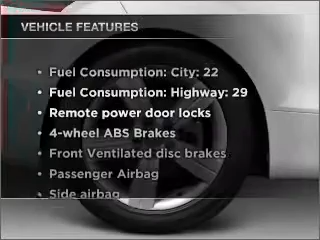 VEHICLE FEATURES
• Fuel Consumption: City: 22
• Fuel Consumption: Highway: 29
• Remote power door locks
• 4-wheel ABS Brakes
• Front Ventilated disc brakes
• Passenger Airbag
• Side airbag